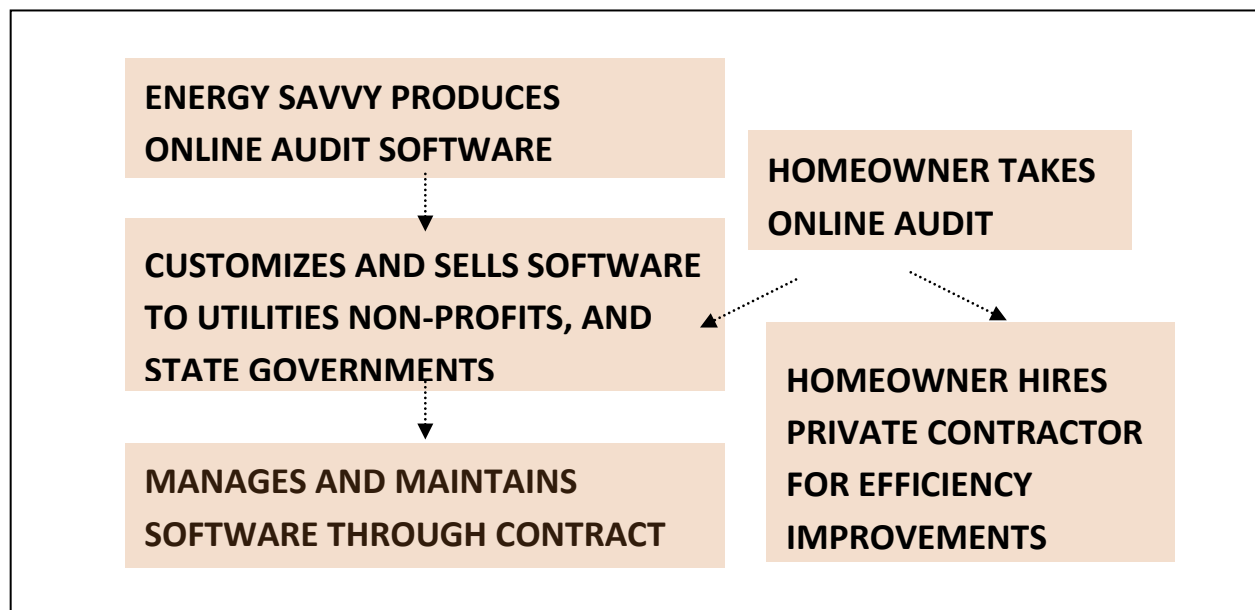 ENERGY SAVVY PRODUCES
ONLINE AUDIT SOFTWARE
CUSTOMIZES AND SELLS SOFTWARE
TO UTILITIES NON-PROFITS, AND
STATE GOVERNMENTS
MANAGES AND MAINTAINS
SOFTWARE THROUGH CONTRACT
HOMEOWNER TAKES
ONLINE AUDIT
HOMEOWNER HIRES
PRIVATE CONTRACTOR
FOR EFFICIENCY
IMPROVEMENTS